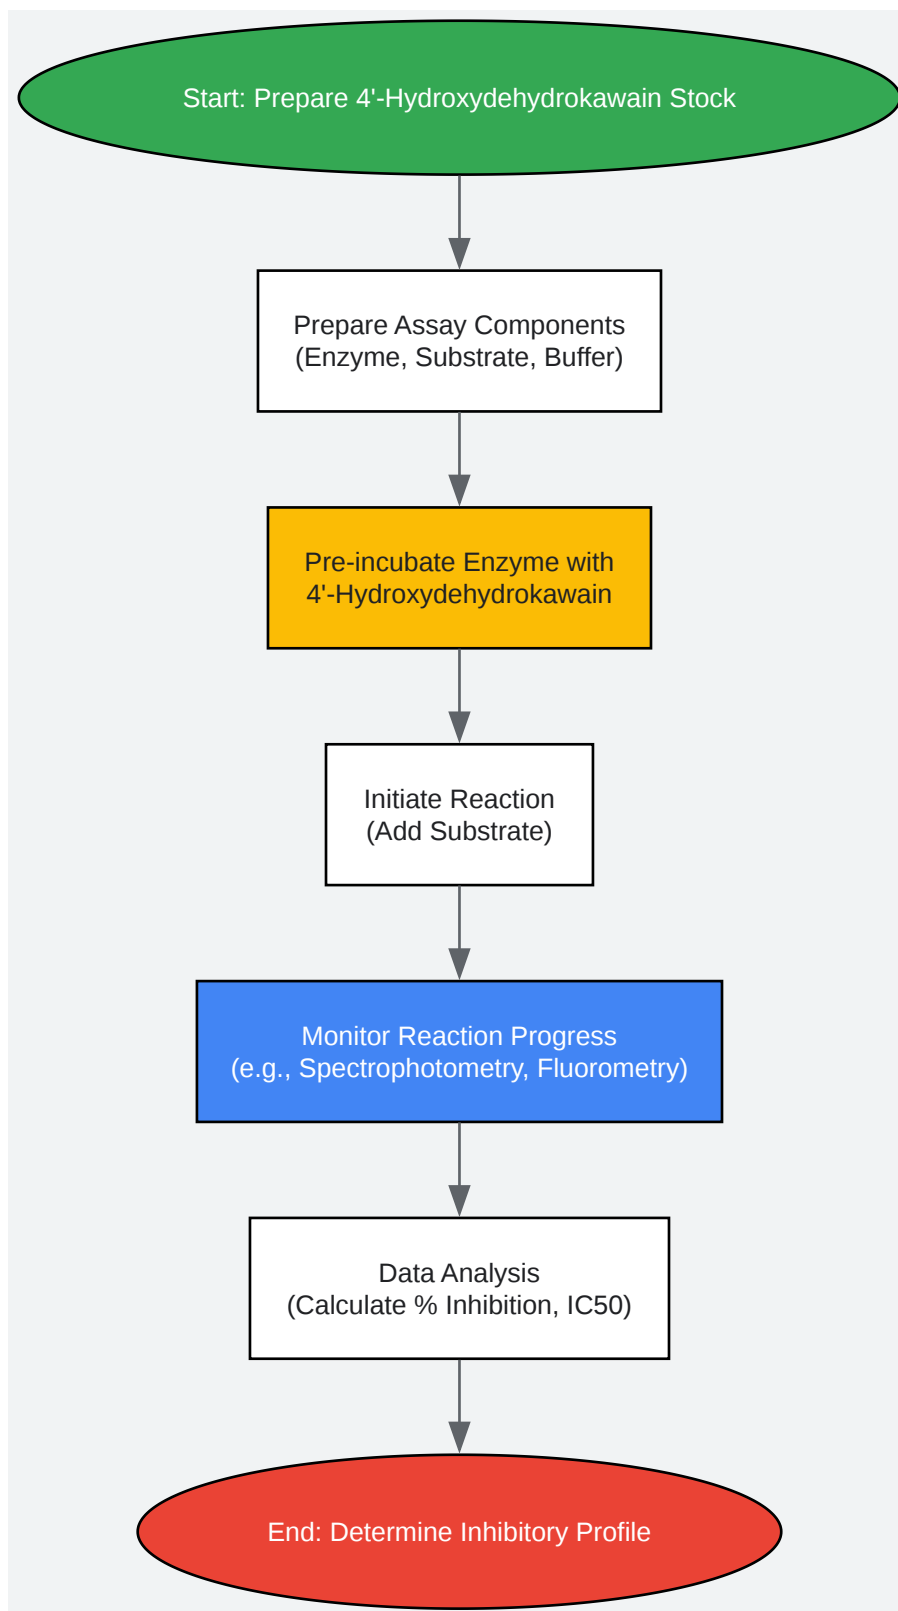 Start: Prepare 4'-Hydroxydehydrokawain Stock
Prepare Assay Components
(Enzyme, Substrate, Buffer)
Pre-incubate Enzyme with
4'-Hydroxydehydrokawain
Initiate Reaction
(Add Substrate)
Monitor Reaction Progress
(e.g., Spectrophotometry, Fluorometry)
Data Analysis
(Calculate % Inhibition, IC50)
End: Determine Inhibitory Profile